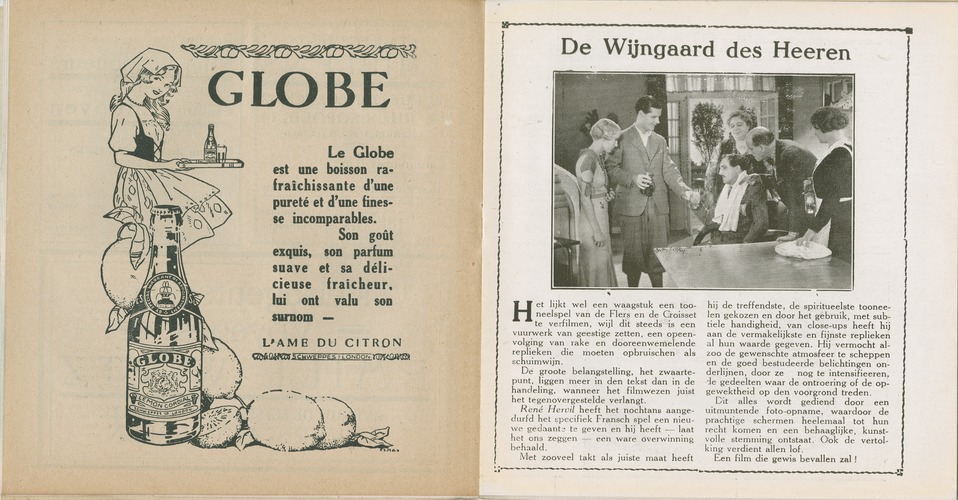 GLOBE
Le Globe
est une boisson ra-
fraîchissante d'une
pureté et d'une fines-
se incomparables.
Son goût
exquis, son parfum
suave et sa déli-
cieuse fraîcheur,
lui ont valu son
surnom —
L'AME DU CITRON
SCHWEPPES LONDON
GLOBE
LEMON CORDIAL
De Wijngaard des Heeren
Het lijkt wel een waagstuk een too-
neelspel van de Flers en de Croisset
te verfilmen, wijl dit steeds is een
vuurwerk van geestige zetten, een opeen-
volging van rake en dooreenwemelende
replieken die moeten opbruischen als
schuimwijn.
De groote belangstelling, het zwaarte-
punt, liggen meer in den tekst dan in de
handeling, wanneer het filmwezen juist
het tegenovergestelde verlangt.
René Hervil heeft het nochtans aange-
durfd het specifiek Fransch spel een nieu-
we gedaante te geven en hij heeft — laat
het ons zeggen — een ware overwinning
behaald.
Met zooveel takt als juiste maat heeft
hij de treffendste, de spiritueelste toonee-
len gekozen en door het gebruik, met sub-
tiele handigheid, van close-ups heeft hij
aan de vermakelijkste en fijnste replieken
al hun waarde gegeven. Hij vermocht al-
zoo de gewenschte atmosfeer te scheppen
en de goed bestudeerde belichtingen on-
derlijnen, door ze nog te intensifieeren,
de gedeelten waar de ontroering of de op-
gewektheid op den voorgrond treden.
Dit alles wordt gediend door een
uitmuntende foto-opname, waardoor de
prachtige schermen heelemaal tot hun
recht komen en een behaaglijke, kunst-
volle stemming ontstaat. Ook de vertol-
king verdient allen lof.
Een film die gewis bevallen zal !